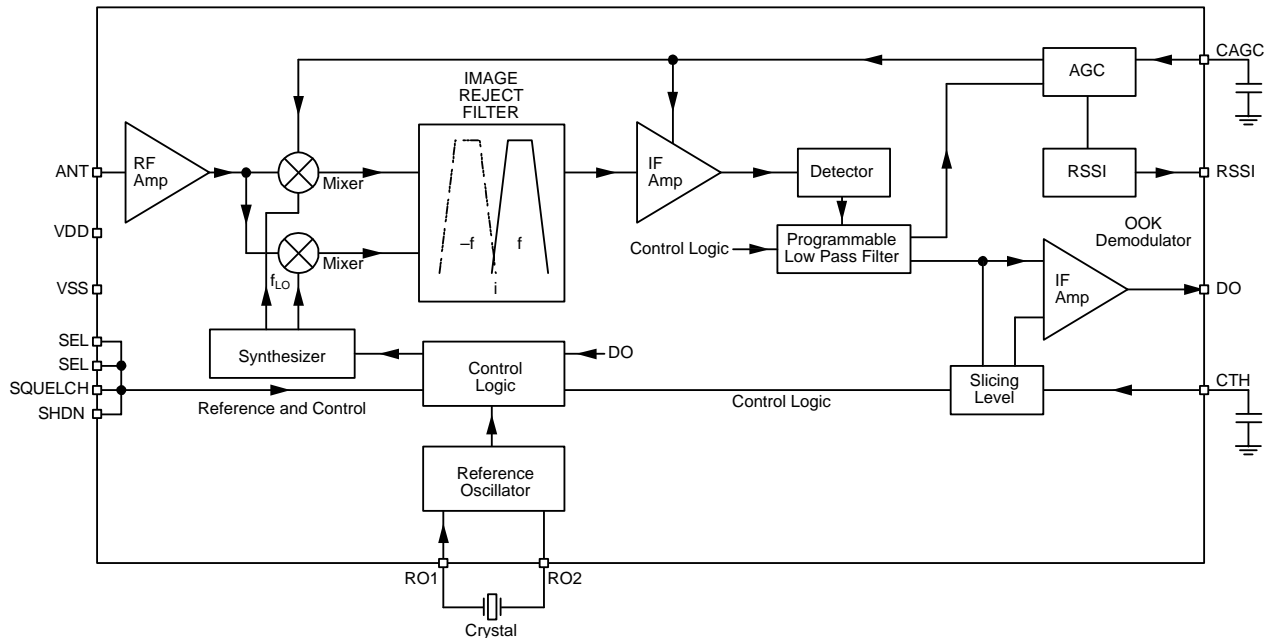 CAGC
AGC
IMAGE
REJECT
FILTER
RF
Amp
ANT
Mixer
IF
Amp
Detector
RSSI
RSSI
–f
f
i
VDD
Mixer
Control Logic
Programmable
Low Pass Filter
OOK
Demodulator
VSS
fLO
IF
Amp
DO
SEL
SEL
SQUELCH
SHDN
Synthesizer
Control
Logic
DO
Slicing
Level
CTH
Reference and Control
Control Logic
Reference
Oscillator
RO1
RO2
Crystal